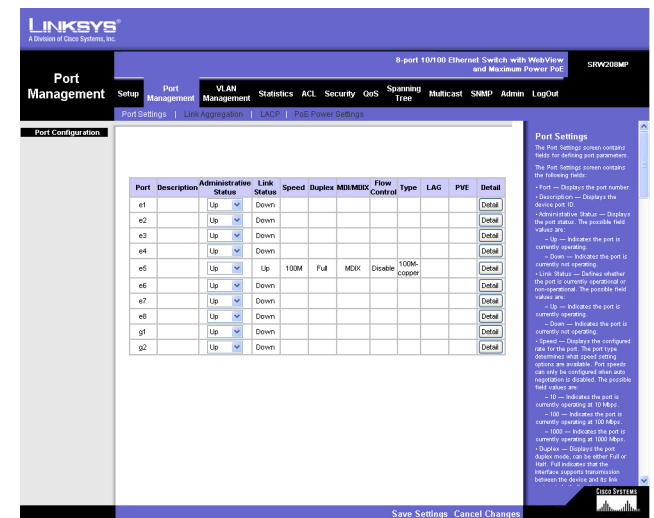 LINKSYS®
A Division of Cisco Systems, Inc.
8-port 10/100 Ethernet Switch with WebView and Maximum Power PoE
SRW208MP
Port Management
Setup Port Management VLAN Management Statistics ACL Security QoS Spanning Tree Multicast SNMP Admin LogOut
Port Settings | Link Aggregation | LACP | PoE Power Settings
Port Configuration
Port Description Administrative Status Link Status Speed Duplex MDI/MDIX Flow Control Type LAG PVE Detail
e1 Up Down Detail
e2 Up Down Detail
e3 Up Down Detail
e4 Up Down Detail
e5 Up Up 100M Full MDIX Disable 100M-copper Detail
e6 Up Down Detail
e7 Up Down Detail
e8 Up Down Detail
g1 Up Down Detail
g2 Up Down Detail
Port Settings
The Port Settings screen contains
fields for defining port parameters.
The Port Settings screen contains
the following fields:
• Port — Displays the port number.
• Description — Displays the
device port ID.
• Administrative Status — Displays
the port status. The possible field
values are:
– Up — Indicates the port is
currently operating.
– Down — Indicates the port is
currently not operating.
• Link Status — Defines whether
the port is currently operational or
non-operational. The possible field
values are:
– Up — Indicates the port is
currently operating.
– Down — Indicates the port is
currently not operating.
• Speed — Displays the configured
rate for the port. The port type
determines what speed setting
options are available. Port speeds
can only be configured when auto
negotiation is disabled. The possible
field values are:
– 10 — Indicates the port is
currently operating at 10 Mbps.
– 100 — Indicates the port is
currently operating at 100 Mbps.
– 1000 — Indicates the port is
currently operating at 1000 Mbps.
• Duplex — Displays the port
duplex mode, can be either Full or
Half. Full indicates that the
interface supports transmission
between the device and its link
Save Settings Cancel Changes
CISCO SYSTEMS